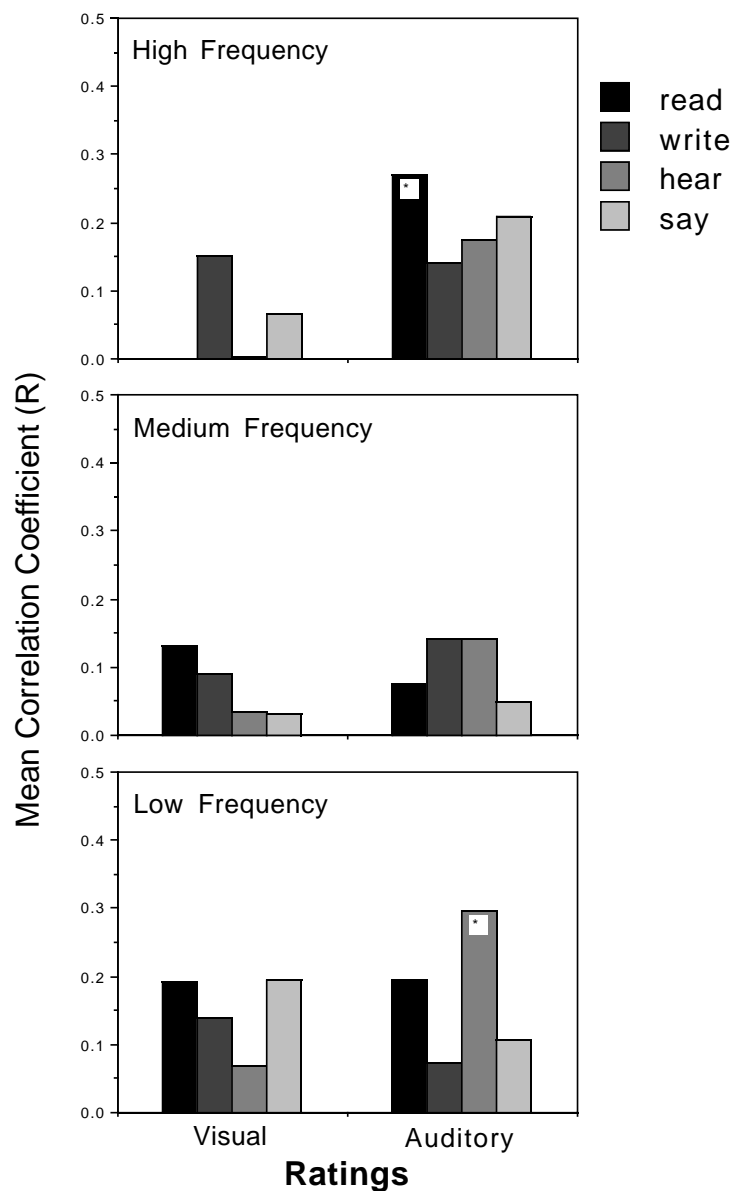 0.5
High Frequency
0.4
0.3
0.2
0.1
0.0
*
read
write
hear
say
Mean Correlation Coefficient (R)
0.5
Medium Frequency
0.4
0.3
0.2
0.1
0.0
0.5
Low Frequency
0.4
0.3
0.2
0.1
0.0
*
Visual Auditory
Ratings